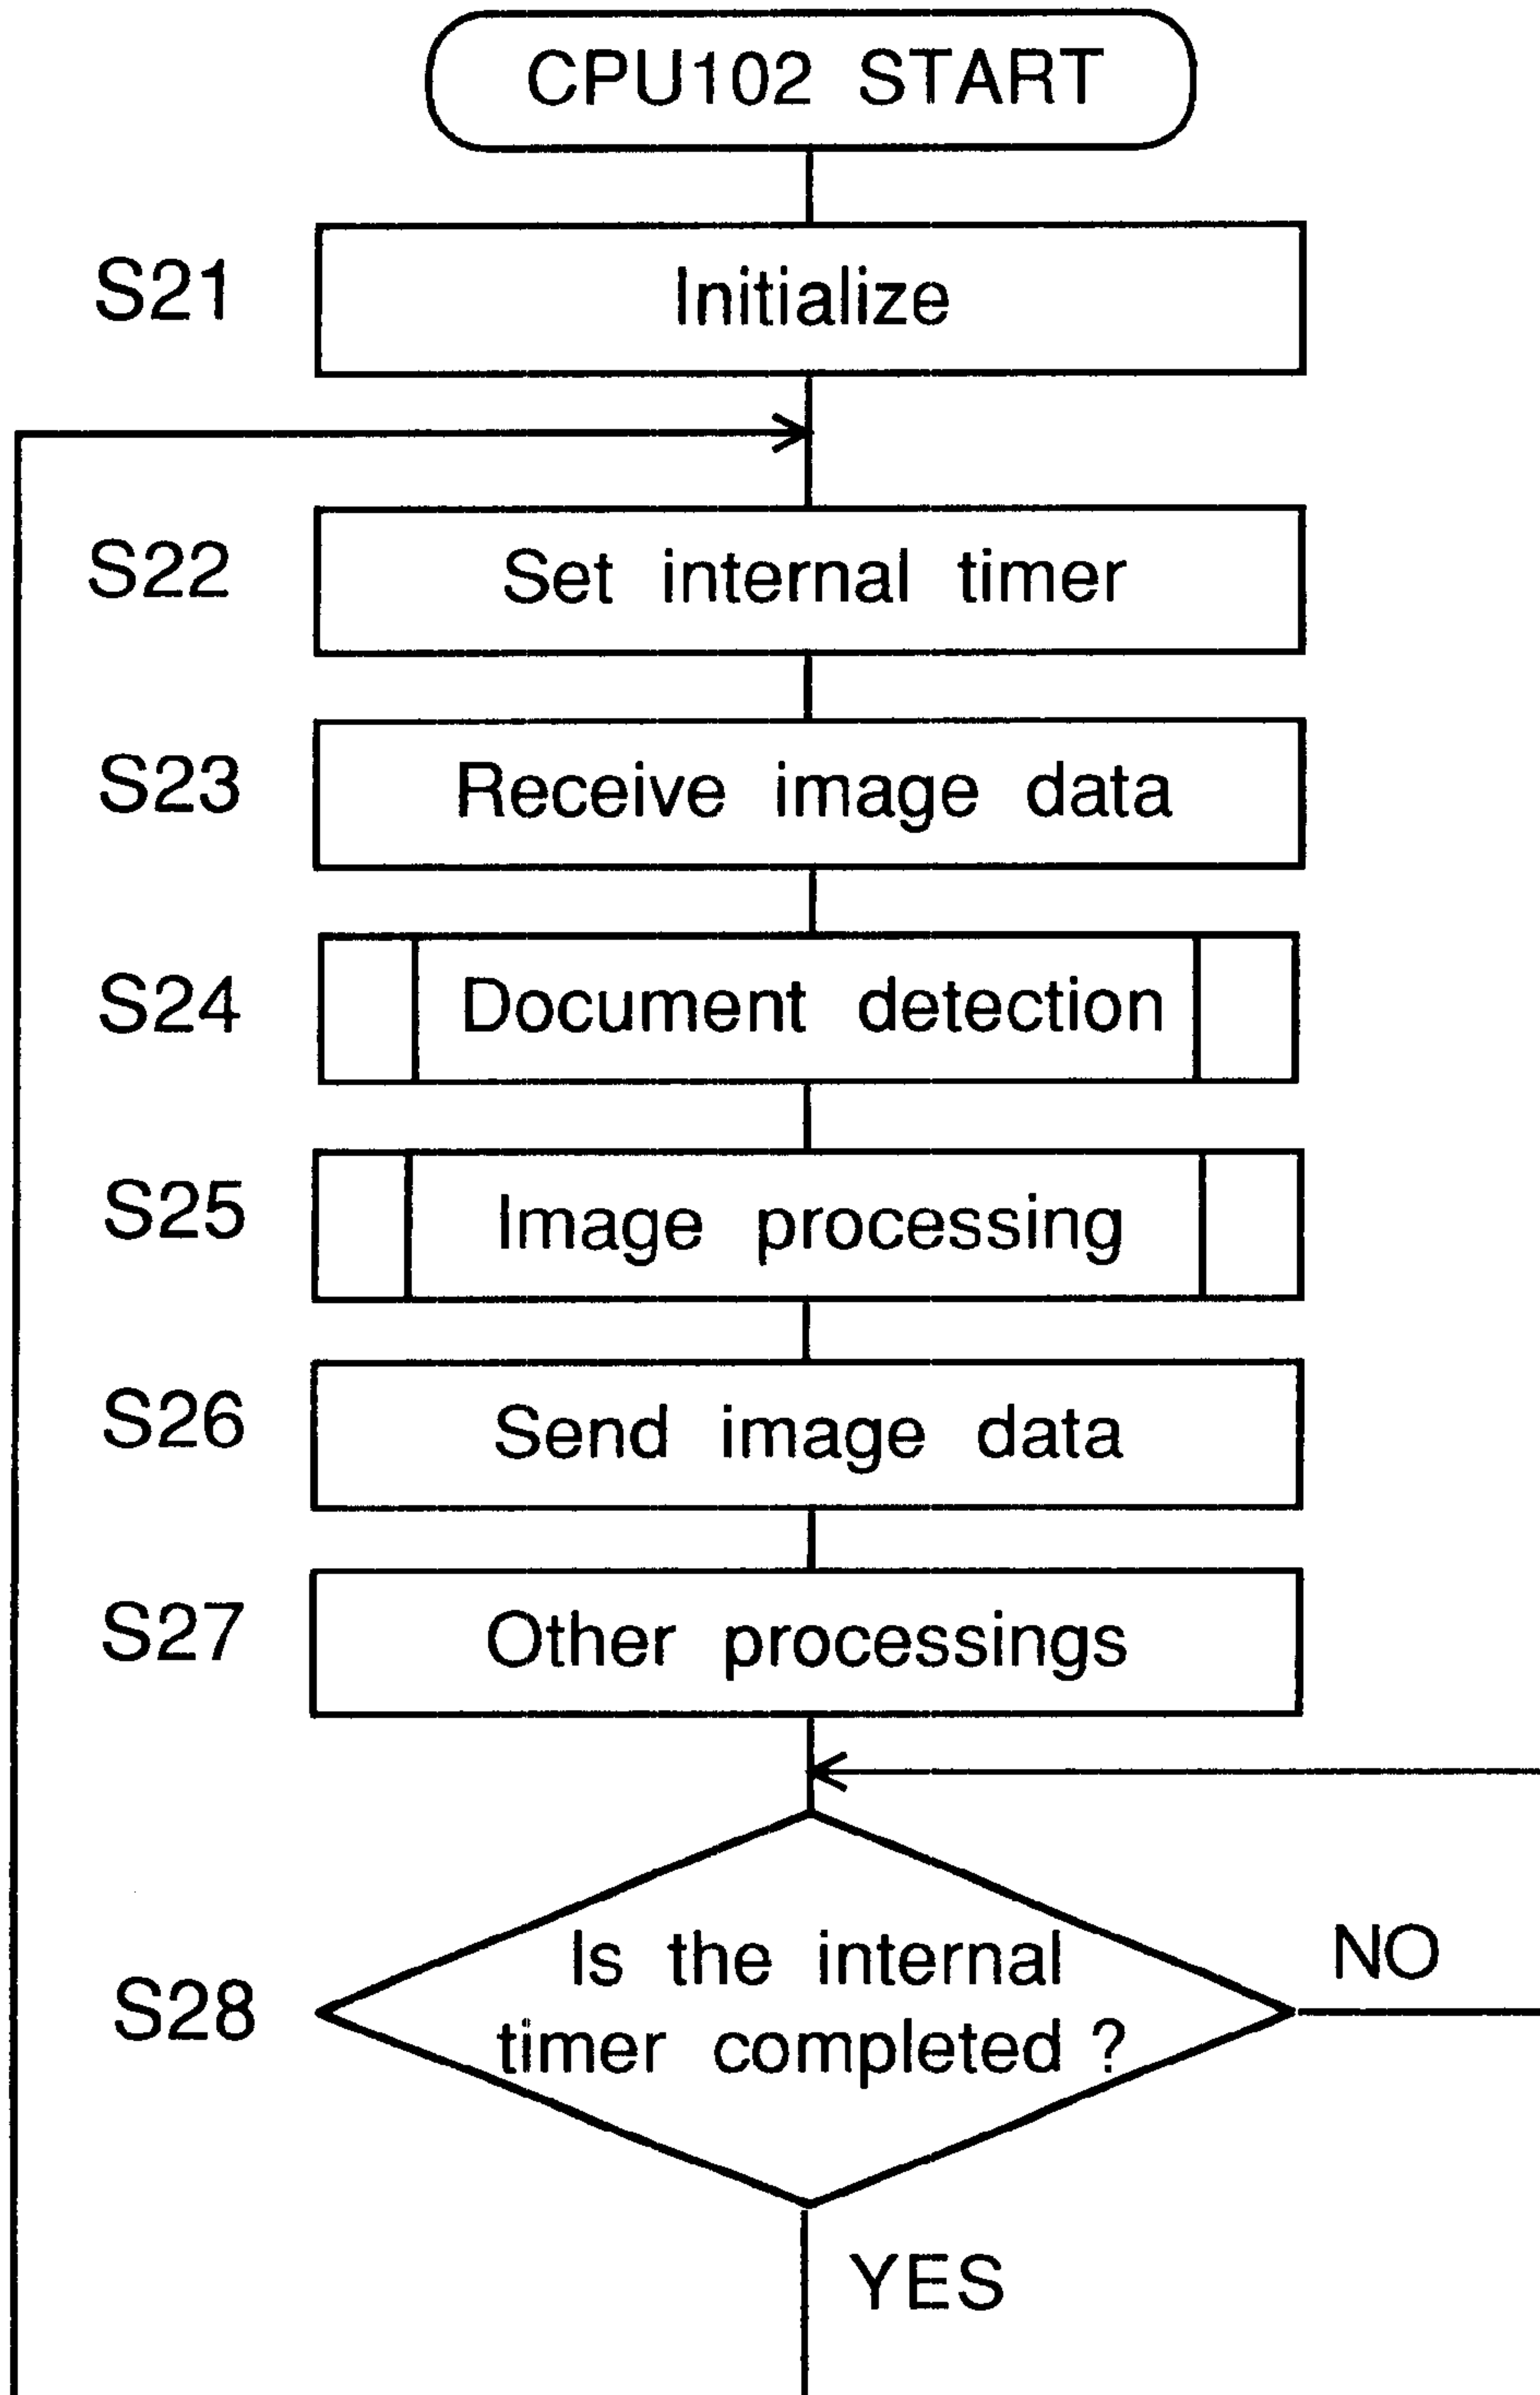 CPU102 START
S21
Initialize
S22
Set internal timer
S23
Receive image data
S24
Document detection
S25
Image processing
S26
Send image data
S27
Other processings
S28
Is the internal
timer completed ?
NO
YES